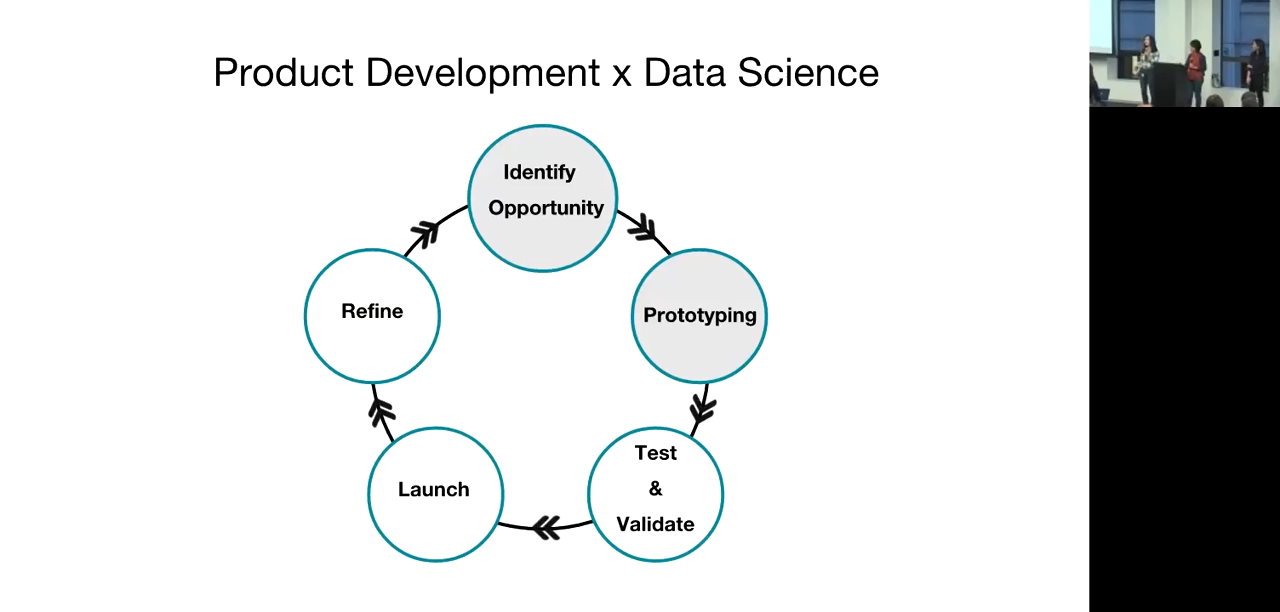 Product Development x Data Science
Identify
Opportunity
Refine
Prototyping
Launch
Test
&
Validate